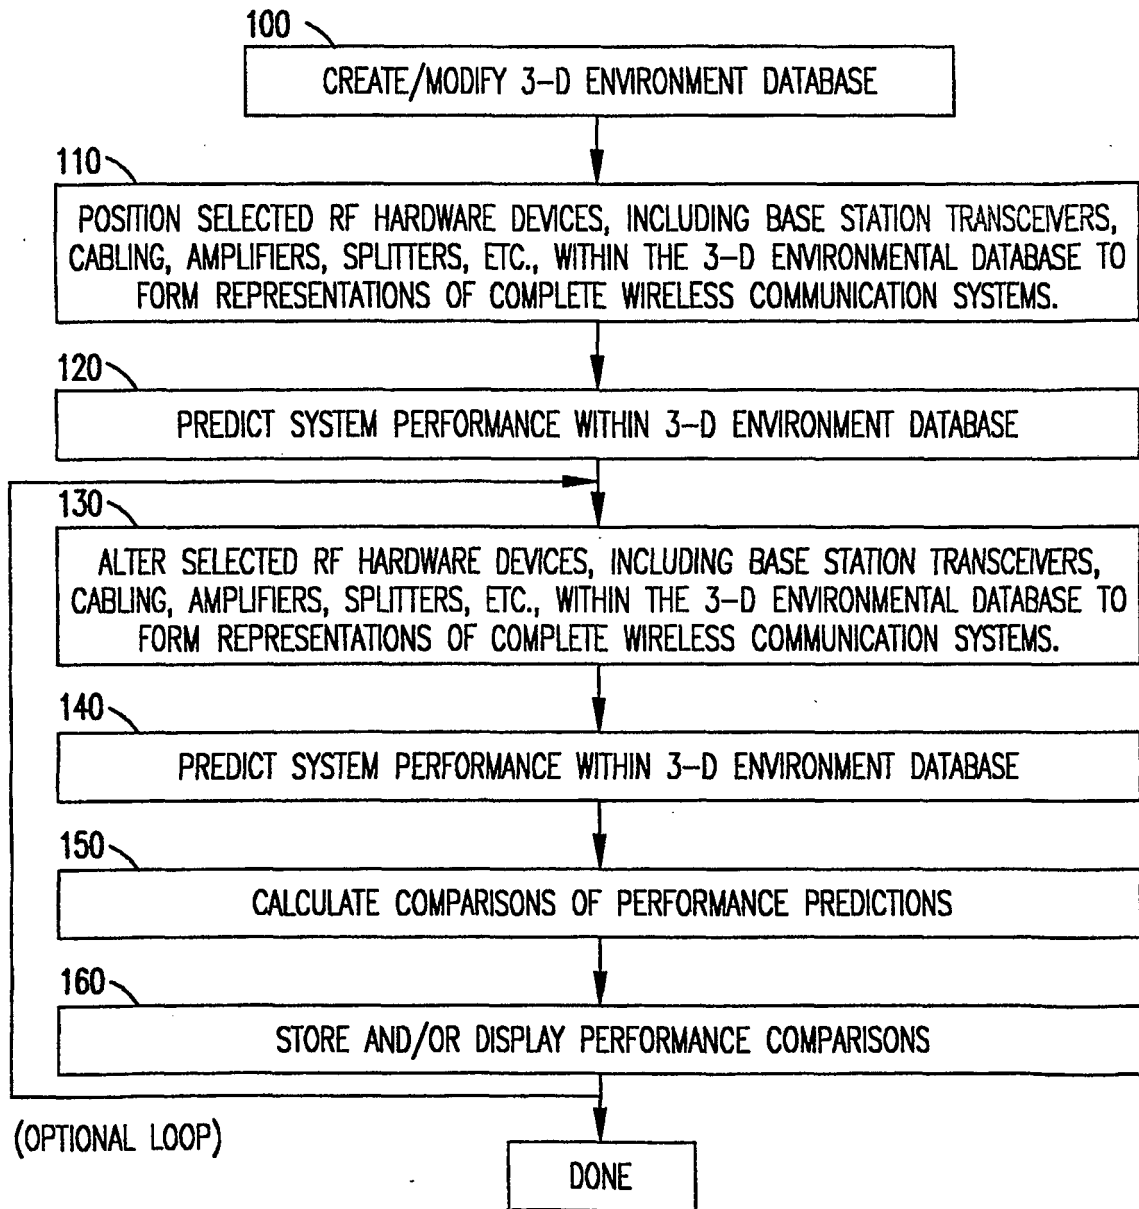 100
CREATE/MODIFY 3-D ENVIRONMENT DATABASE
110
POSITION SELECTED RF HARDWARE DEVICES, INCLUDING BASE STATION TRANSCEIVERS,
CABLING, AMPLIFIERS, SPLITTERS, ETC., WITHIN THE 3-D ENVIRONMENTAL DATABASE TO
FORM REPRESENTATIONS OF COMPLETE WIRELESS COMMUNICATION SYSTEMS.
120
PREDICT SYSTEM PERFORMANCE WITHIN 3-D ENVIRONMENT DATABASE
130
ALTER SELECTED RF HARDWARE DEVICES, INCLUDING BASE STATION TRANSCEIVERS,
CABLING, AMPLIFIERS, SPLITTERS, ETC., WITHIN THE 3-D ENVIRONMENTAL DATABASE TO
FORM REPRESENTATIONS OF COMPLETE WIRELESS COMMUNICATION SYSTEMS.
140
PREDICT SYSTEM PERFORMANCE WITHIN 3-D ENVIRONMENT DATABASE
150
CALCULATE COMPARISONS OF PERFORMANCE PREDICTIONS
160
STORE AND/OR DISPLAY PERFORMANCE COMPARISONS
(OPTIONAL LOOP)
DONE